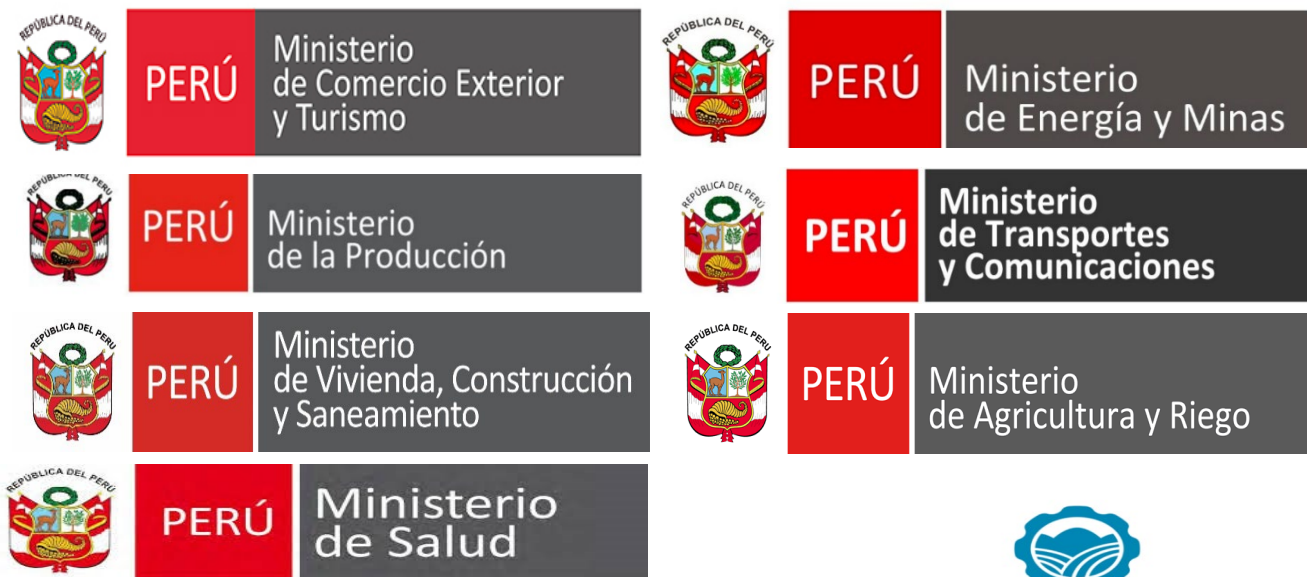 REPÚBLICA DEL PERÚ
PERÚ
Ministerio
de Comercio Exterior
y Turismo
REPÚBLICA DEL PERÚ
PERÚ
Ministerio
de Energía y Minas
REPÚBLICA DEL PERÚ
PERÚ
Ministerio
de la Producción
REPÚBLICA DEL PERÚ
PERÚ
Ministerio
de Transportes
y Comunicaciones
REPÚBLICA DEL PERÚ
PERÚ
Ministerio
de Vivienda, Construcción
y Saneamiento
REPÚBLICA DEL PERÚ
PERÚ
Ministerio
de Agricultura y Riego
REPÚBLICA DEL PERÚ
PERÚ
Ministerio
de Salud